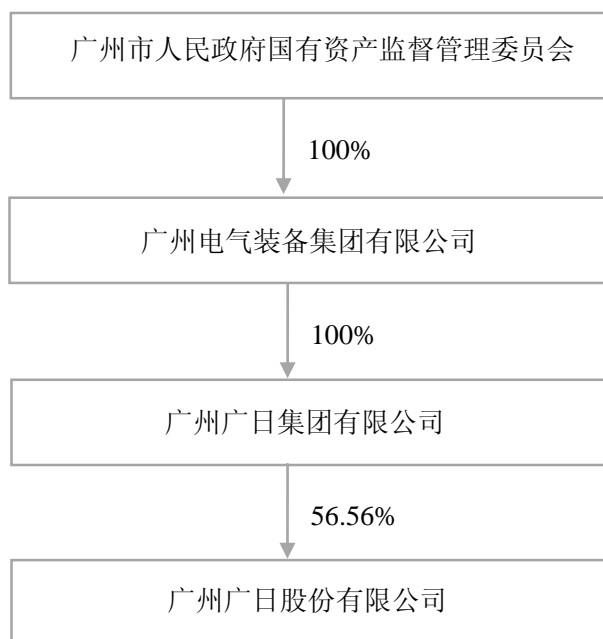 广州市人民政府国有资产监督管理委员会
100%
广州电气装备集团有限公司
100%
广州广日集团有限公司
56.56%
广州广日股份有限公司